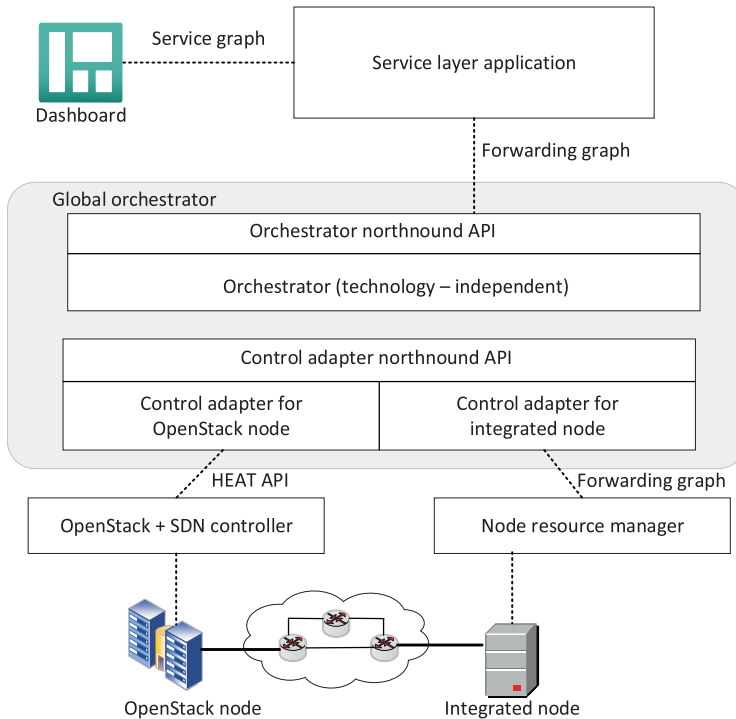 Service graph
Service layer application
Dashboard
Forwarding graph
Global orchestrator
Orchestrator northnound API
Orchestrator (technology – independent)
Control adapter northnound API
Control adapter for
OpenStack node
Control adapter for
integrated node
HEAT API
Forwarding graph
OpenStack + SDN controller
Node resource manager
OpenStack node
Integrated node